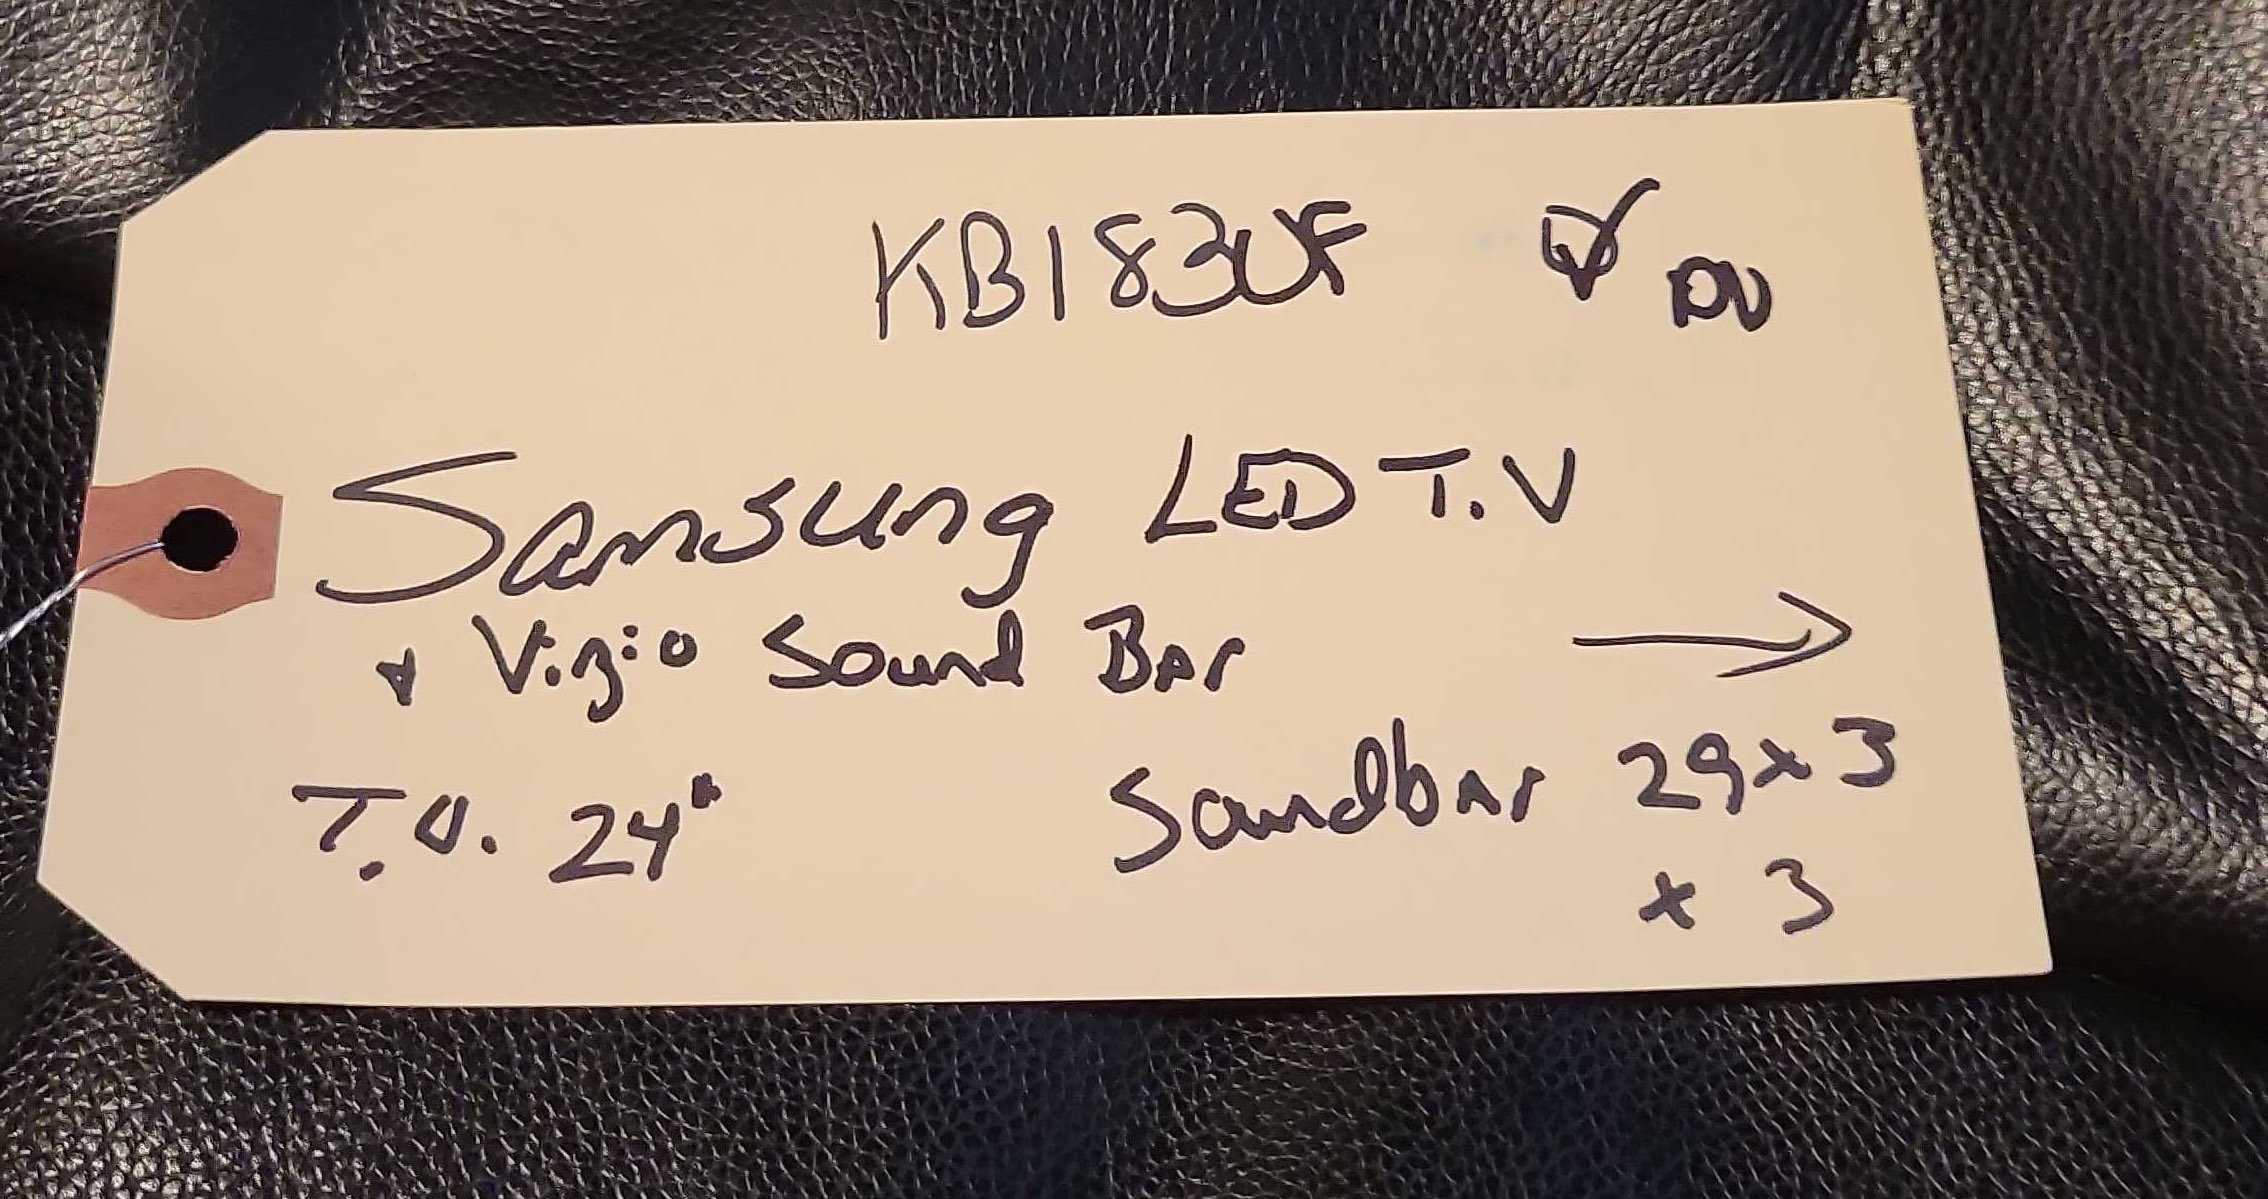 KB183UF ☑ DV
Samsung LED T.V
+ Vizio Sound Bar →
T.V. 24" Soundbar 29x3
x 3